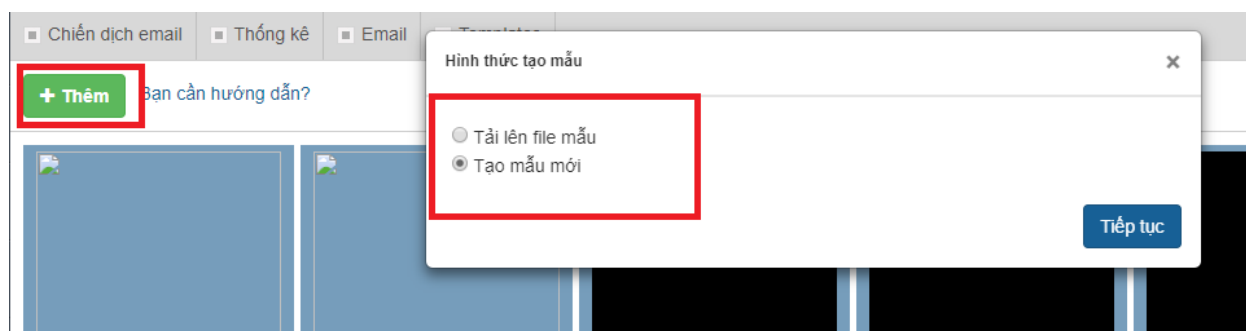 Chiến dịch email
Thống kê
Email
Templates
+ Thêm
Bạn cần hướng dẫn?
Hình thức tạo mẫu
×
Tải lên file mẫu
Tạo mẫu mới
Tiếp tục